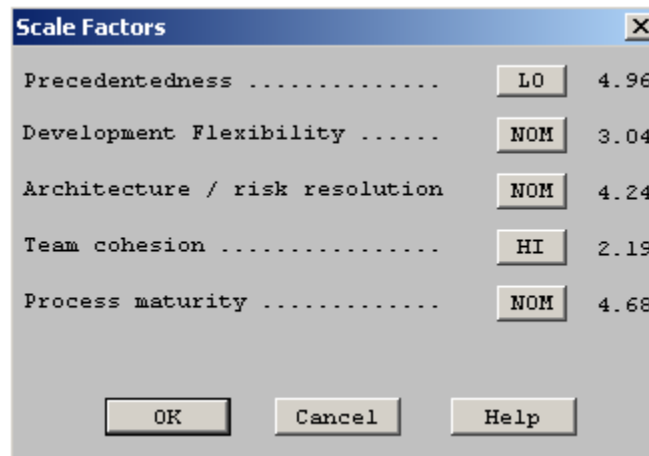 Scale Factors
Precedentedness .............. LO 4.96
Development Flexibility ...... NOM 3.04
Architecture / risk resolution NOM 4.24
Team cohesion ................ HI 2.19
Process maturity ............. NOM 4.68
OK Cancel Help